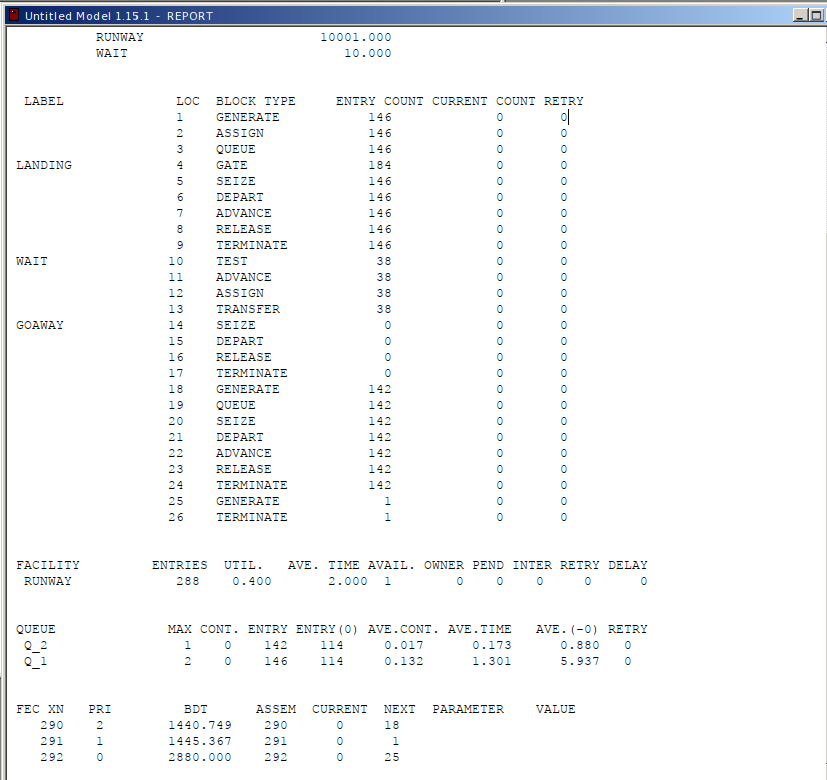 Untitled Model 1.15.1 - REPORT
RUNWAY 10001.000
WAIT 10.000
LABEL LOC BLOCK TYPE ENTRY COUNT CURRENT COUNT RETRY
1 GENERATE 146 0 0
2 ASSIGN 146 0 0
3 QUEUE 146 0 0
LANDING 4 GATE 184 0 0
5 SEIZE 146 0 0
6 DEPART 146 0 0
7 ADVANCE 146 0 0
8 RELEASE 146 0 0
9 TERMINATE 146 0 0
WAIT 10 TEST 38 0 0
11 ADVANCE 38 0 0
12 ASSIGN 38 0 0
13 TRANSFER 38 0 0
GOAWAY 14 SEIZE 0 0 0
15 DEPART 0 0 0
16 RELEASE 0 0 0
17 TERMINATE 0 0 0
18 GENERATE 142 0 0
19 QUEUE 142 0 0
20 SEIZE 142 0 0
21 DEPART 142 0 0
22 ADVANCE 142 0 0
23 RELEASE 142 0 0
24 TERMINATE 142 0 0
25 GENERATE 1 0 0
26 TERMINATE 1 0 0
FACILITY ENTRIES UTIL. AVE. TIME AVAIL. OWNER PEND INTER RETRY DELAY
RUNWAY 288 0.400 2.000 1 0 0 0 0 0
QUEUE MAX CONT. ENTRY ENTRY(0) AVE.CONT. AVE.TIME AVE.(-0) RETRY
Q_2 1 0 142 114 0.017 0.173 0.880 0
Q_1 2 0 146 114 0.132 1.301 5.937 0
FEC XN PRI BDT ASSEM CURRENT NEXT PARAMETER VALUE
290 2 1440.749 290 0 18
291 1 1445.367 291 0 1
292 0 2880.000 292 0 25